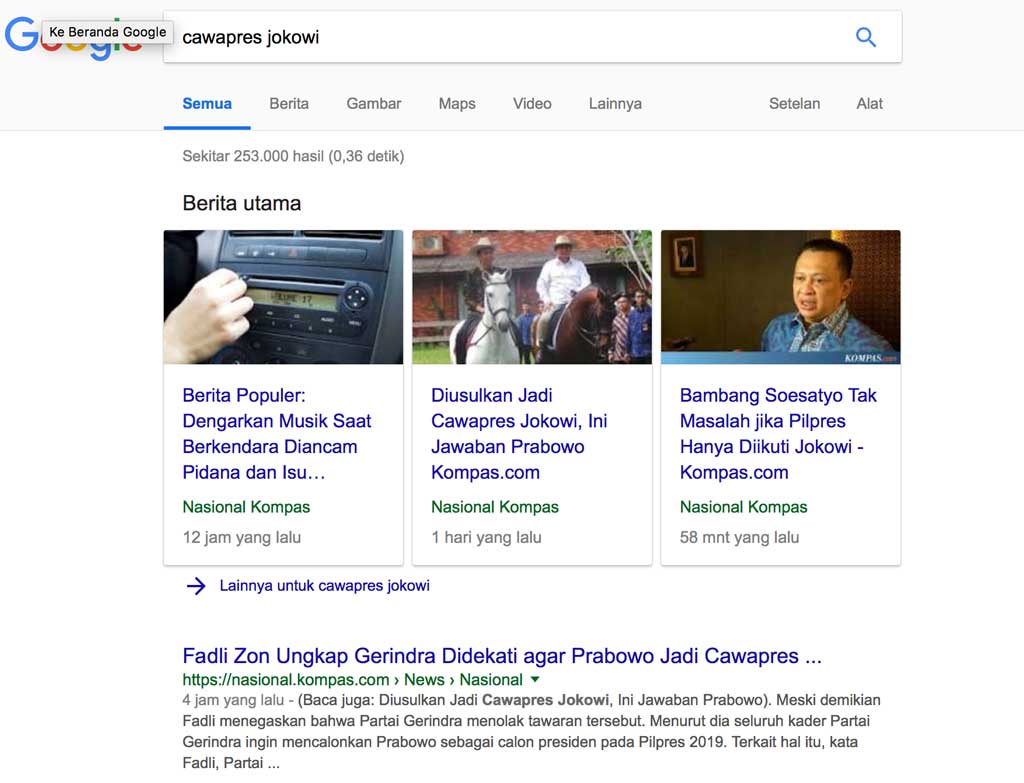 Google
Ke Beranda Google
cawapres jokowi
Semua Berita Gambar Maps Video Lainnya Setelan Alat
Sekitar 253.000 hasil (0,36 detik)
Berita utama
VOLUME 17
KOMPAS.com
Berita Populer:
Dengarkan Musik Saat
Berkendara Diancam
Pidana dan Isu…
Nasional Kompas
12 jam yang lalu
Diusulkan Jadi
Cawapres Jokowi, Ini
Jawaban Prabowo
Kompas.com
Nasional Kompas
1 hari yang lalu
Bambang Soesatyo Tak
Masalah jika Pilpres
Hanya Diikuti Jokowi -
Kompas.com
Nasional Kompas
58 mnt yang lalu
Lainnya untuk cawapres jokowi
Fadli Zon Ungkap Gerindra Didekati agar Prabowo Jadi Cawapres ...
https://nasional.kompas.com › News › Nasional
4 jam yang lalu - (Baca juga: Diusulkan Jadi Cawapres Jokowi, Ini Jawaban Prabowo). Meski demikian
Fadli menegaskan bahwa Partai Gerindra menolak tawaran tersebut. Menurut dia seluruh kader Partai
Gerindra ingin mencalonkan Prabowo sebagai calon presiden pada Pilpres 2019. Terkait hal itu, kata
Fadli, Partai ...